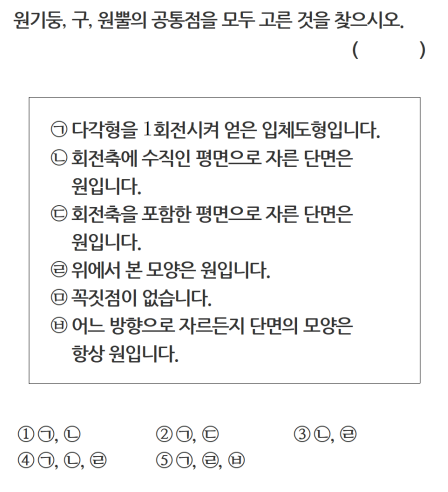 원기둥, 구, 원뿔의 공통점을 모두 고른 것을 찾으시오.
( )
㉠ 다각형을 1회전시켜 얻은 입체도형입니다.
㉡ 회전축에 수직인 평면으로 자른 단면은
원입니다.
㉢ 회전축을 포함한 평면으로 자른 단면은
원입니다.
㉣ 위에서 본 모양은 원입니다.
㉤ 꼭짓점이 없습니다.
㉥ 어느 방향으로 자르든지 단면의 모양은
항상 원입니다.
① ㉠, ㉡ ② ㉠, ㉢ ③ ㉡, ㉣
④ ㉠, ㉡, ㉣ ⑤ ㉠, ㉣, ㉥